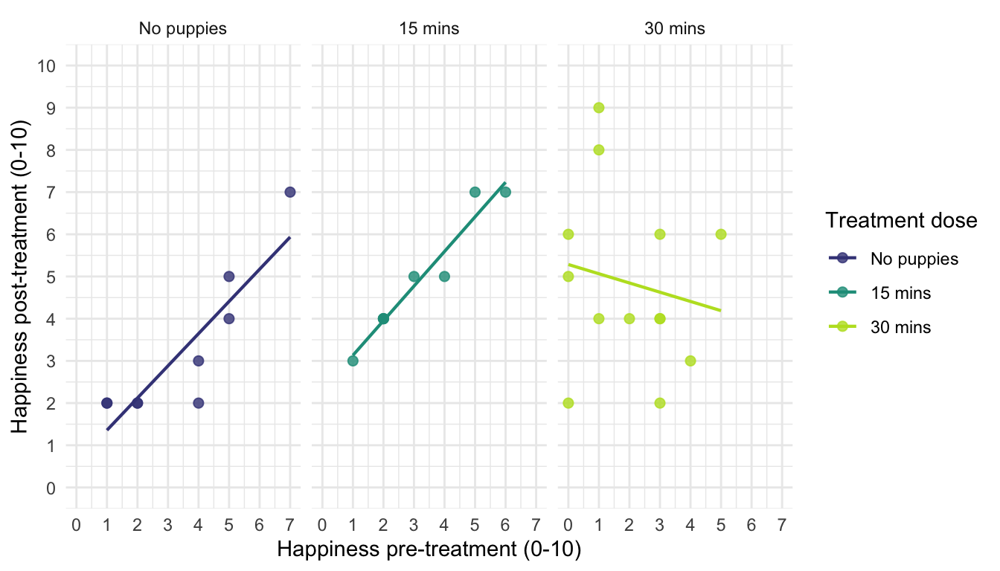 No puppies 15 mins 30 mins
10
9
8
7
6
5
4
3
2
1
0
Happiness post-treatment (0-10)
0 1 2 3 4 5 6 7 0 1 2 3 4 5 6 7 0 1 2 3 4 5 6 7
Happiness pre-treatment (0-10)
Treatment dose
No puppies
15 mins
30 mins